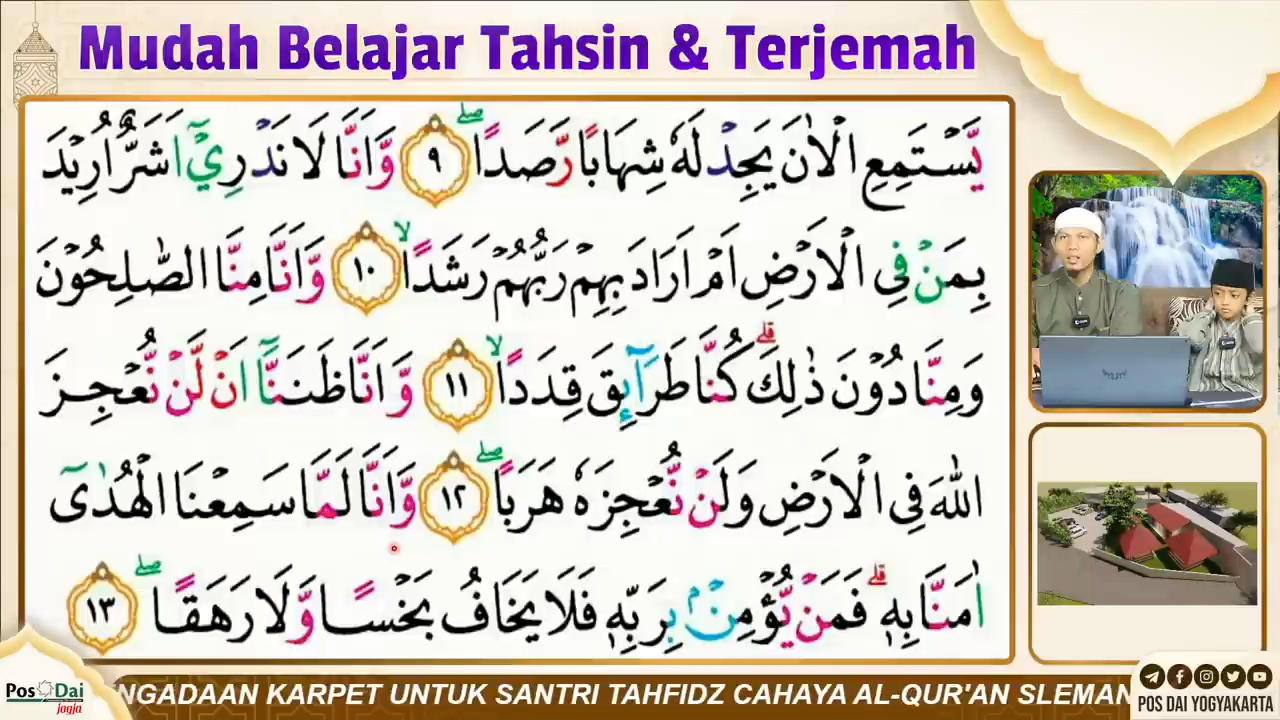 Mudah Belajar Tahsin & Terjemah
يَّسْتَمِعِ الْاٰنَ يَجِدْ لَهٗ شِهَابًا رَّصَدًاۖ ٩ وَّاَنَّا لَا نَدْرِيْٓ اَشَرٌّ اُرِيْدَ
بِمَنْ فِى الْاَرْضِ اَمْ اَرَادَ بِهِمْ رَبُّهُمْ رَشَدًاۙ ١٠ وَّاَنَّا مِنَّا الصّٰلِحُوْنَ
وَمِنَّا دُوْنَ ذٰلِكَۗ كُنَّا طَرَاۤىِٕقَ قِدَدًاۙ ١١ وَّاَنَّا ظَنَنَّآ اَنْ لَّنْ نُّعْجِزَ
اللّٰهَ فِى الْاَرْضِ وَلَنْ نُّعْجِزَهٗ هَرَبًاۖ ١٢ وَّاَنَّا لَمَّا سَمِعْنَا الْهُدٰىٓ
اٰمَنَّا بِهٖۗ فَمَنْ يُّؤْمِنْۢ بِرَبِّهٖ فَلَا يَخَافُ بَخْسًا وَّلَا رَهَقًاۖ ١٣
Pos Dai Jogja
NGADAAN KARPET UNTUK SANTRI TAHFIDZ CAHAYA AL-QUR'AN SLEMAN
POS DAI YOGYAKARTA